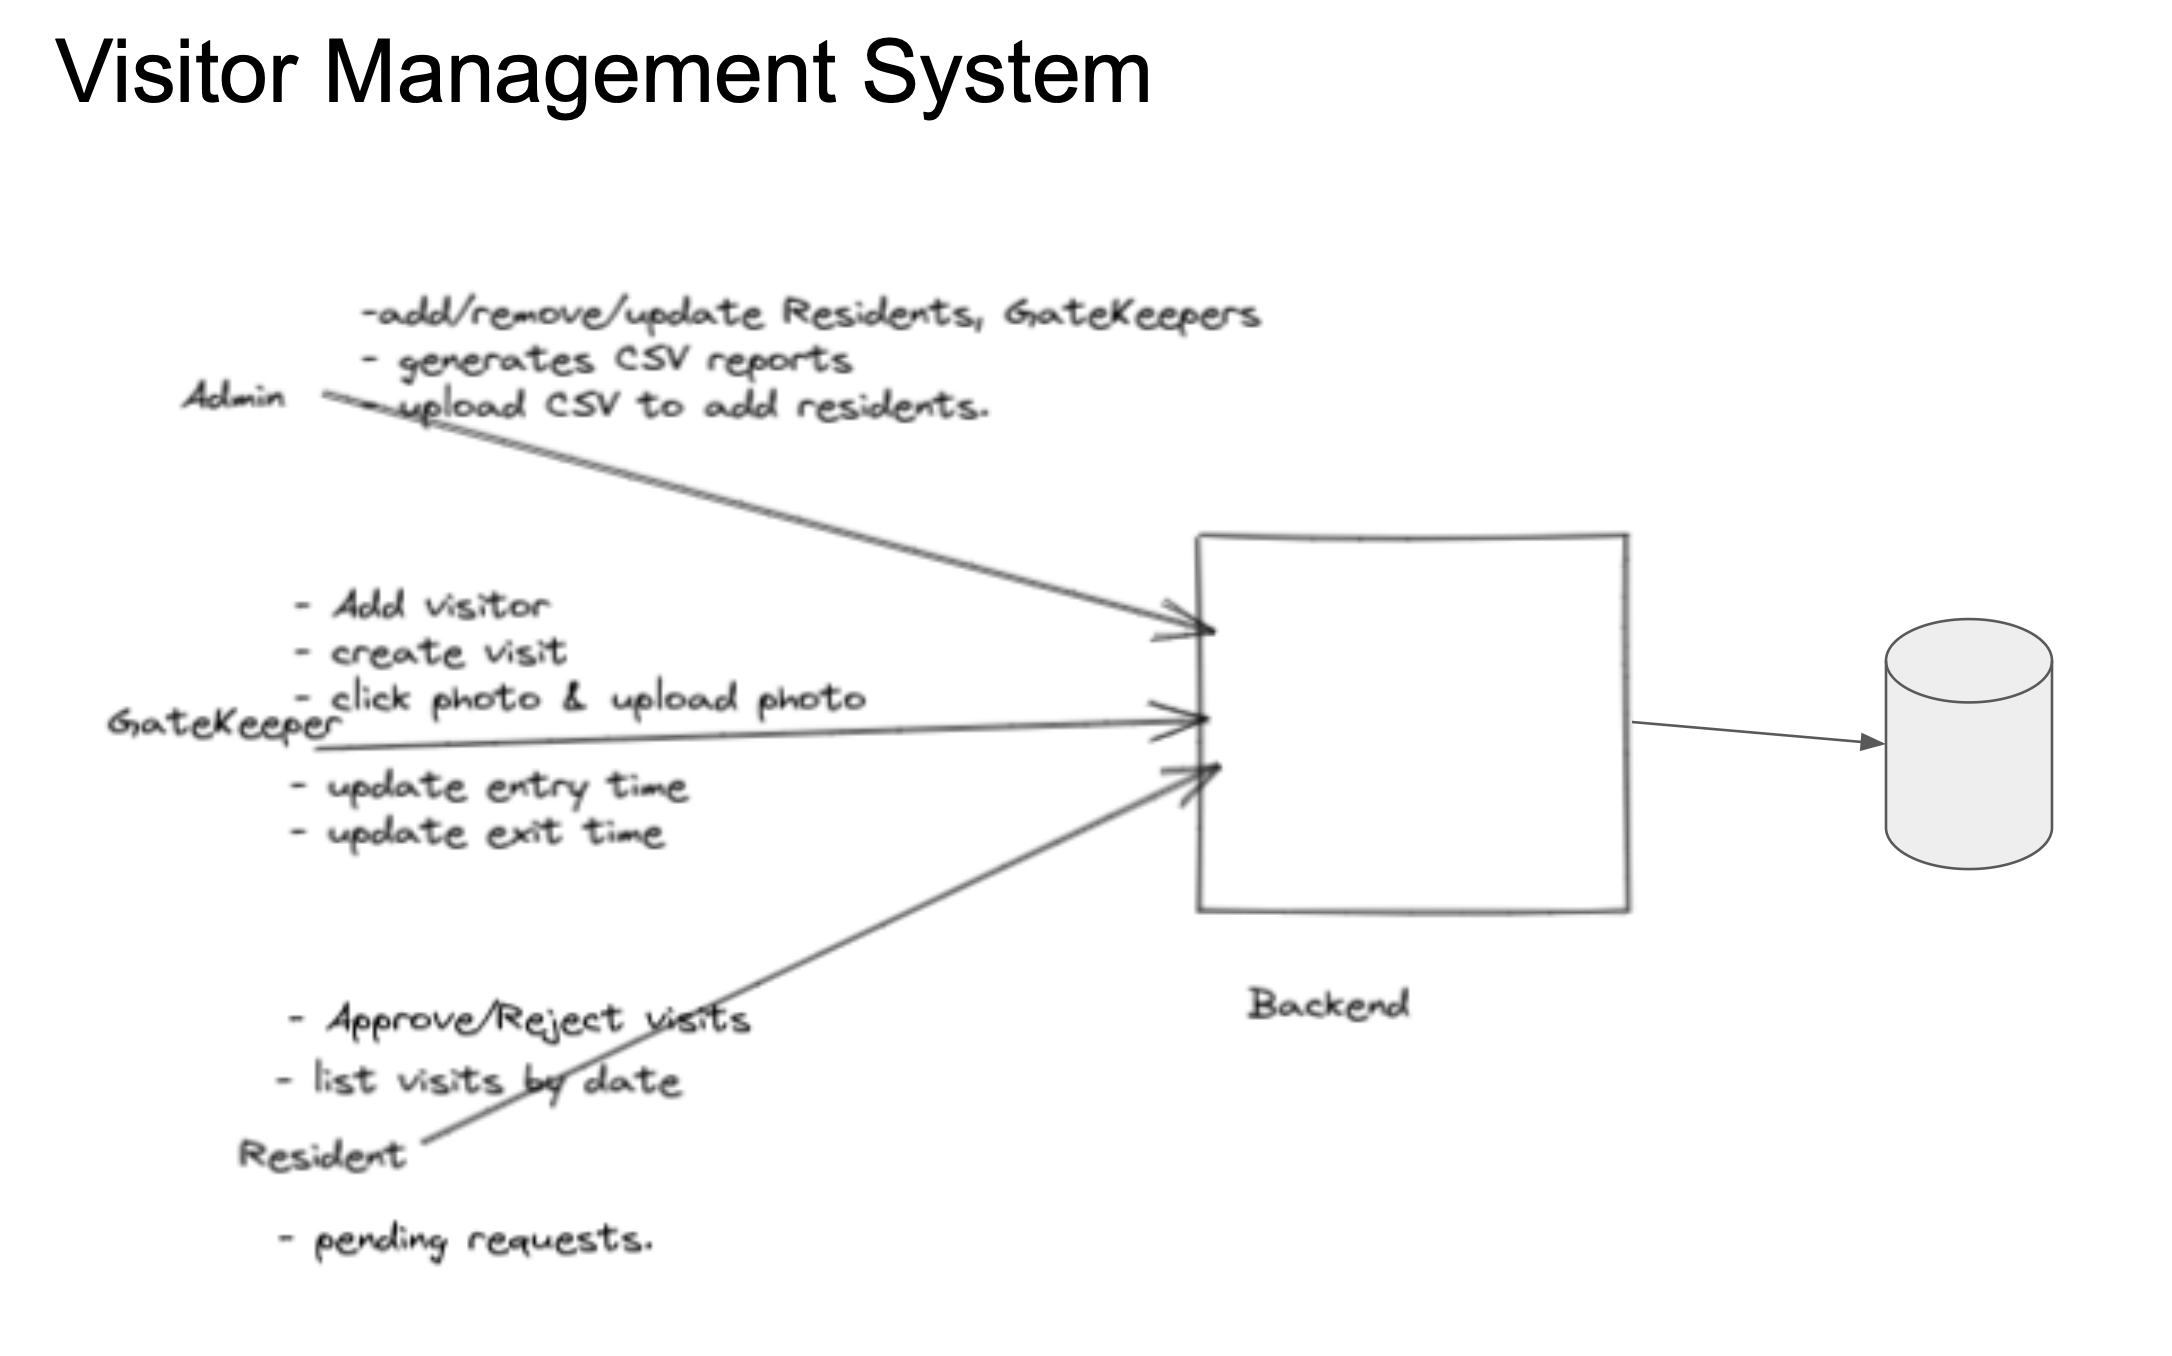 Visitor Management System
-add/remove/update Residents, GateKeepers
- generates CSV reports
- upload CSV to add residents.
Admin
- Add visitor
- create visit
- click photo & upload photo
GateKeeper
- update entry time
- update exit time
- Approve/Reject visits
- list visits by date
Resident
- pending requests.
Backend